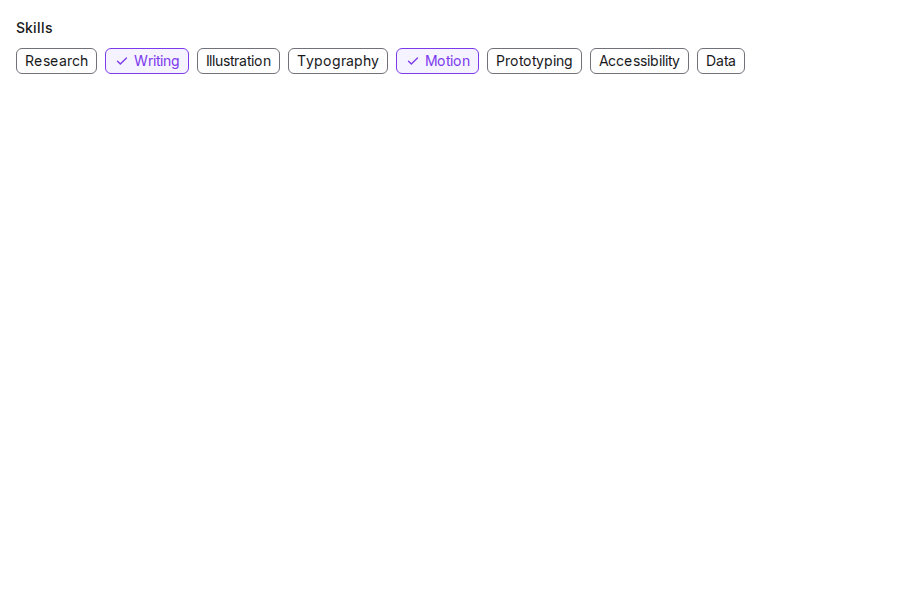 Skills
Research Writing Illustration Typography Motion Prototyping Accessibility Data